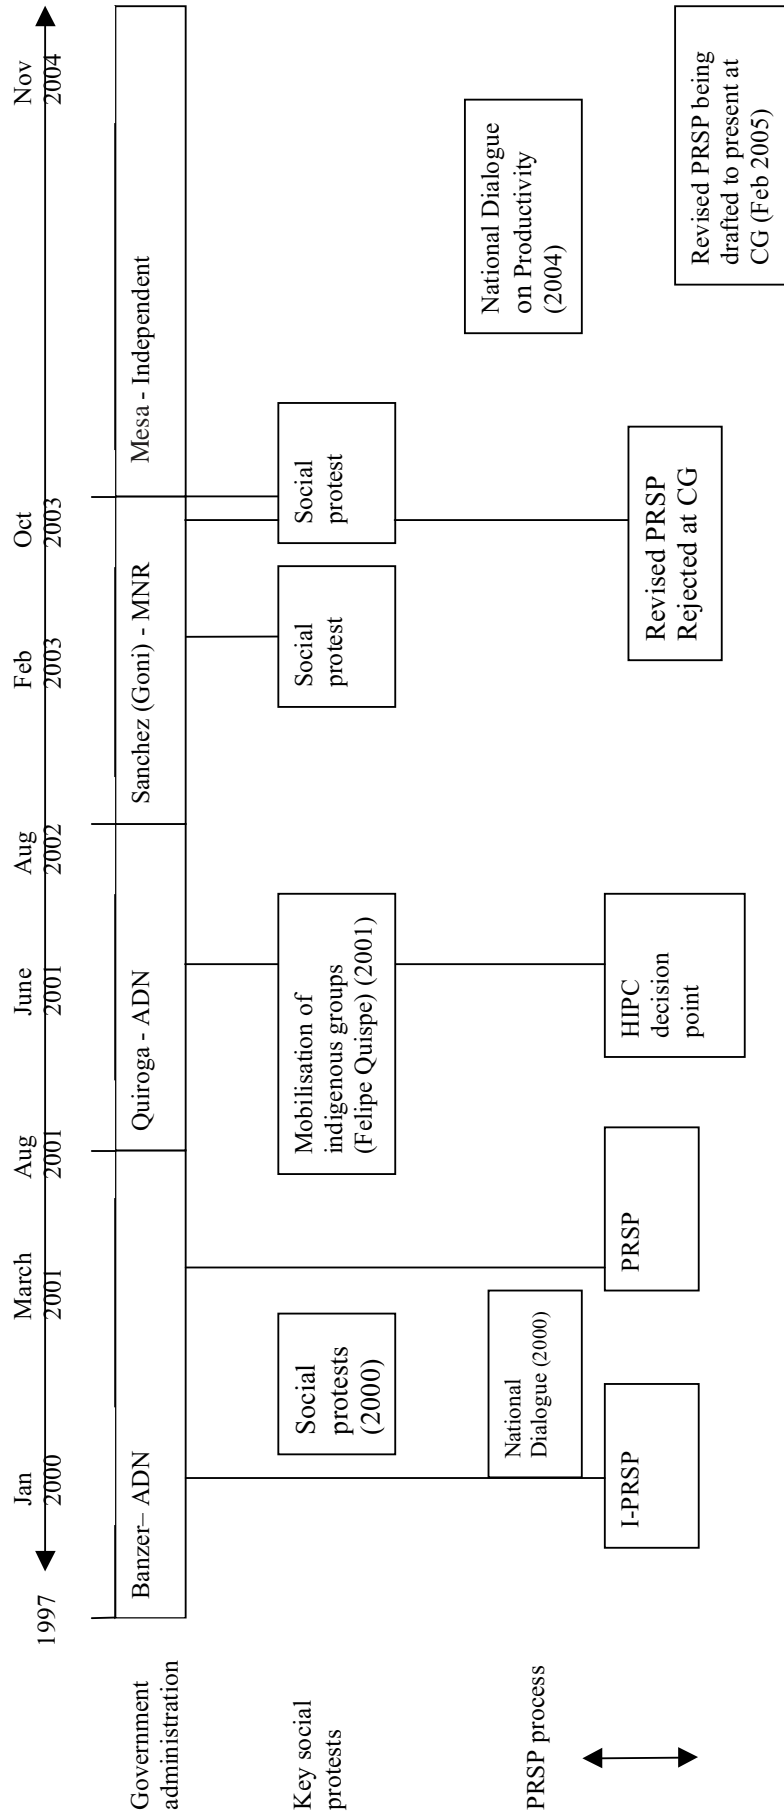 1997
Jan
2000
March
2001
Aug
2001
June
2001
Aug
2002
Feb
2003
Oct
2003
Nov
2004
Government
administration
Banzer– ADN
Quiroga - ADN
Sanchez (Goni) - MNR
Mesa - Independent
Key social
protests
Social
protests
(2000)
Mobilisation of
indigenous groups
(Felipe Quispe) (2001)
Social
protest
Social
protest
PRSP process
National
Dialogue (2000)
National Dialogue
on Productivity
(2004)
I-PRSP
PRSP
HIPC
decision
point
Revised PRSP
Rejected at CG
Revised PRSP being
drafted to present at
CG (Feb 2005)